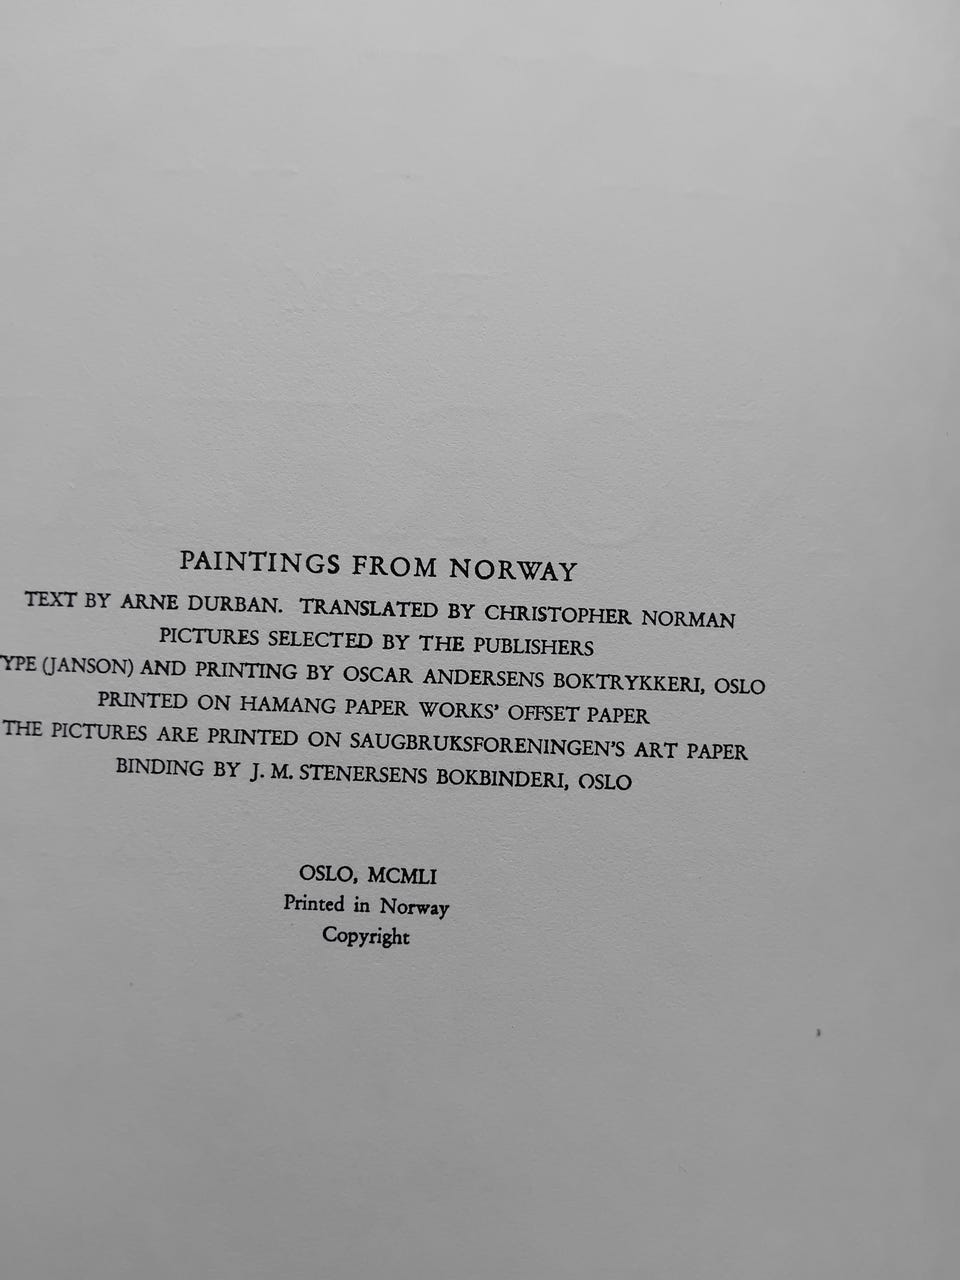 PAINTINGS FROM NORWAY
TEXT BY ARNE DURBAN. TRANSLATED BY CHRISTOPHER NORMAN
PICTURES SELECTED BY THE PUBLISHERS
YPE (JANSON) AND PRINTING BY OSCAR ANDERSENS BOKTRYKKERI, OSLO
PRINTED ON HAMANG PAPER WORKS' OFFSET PAPER
THE PICTURES ARE PRINTED ON SAUGBRUKSFORENINGEN'S ART PAPER
BINDING BY J. M. STENERSENS BOKBINDERI, OSLO
OSLO, MCMLI
Printed in Norway
Copyright